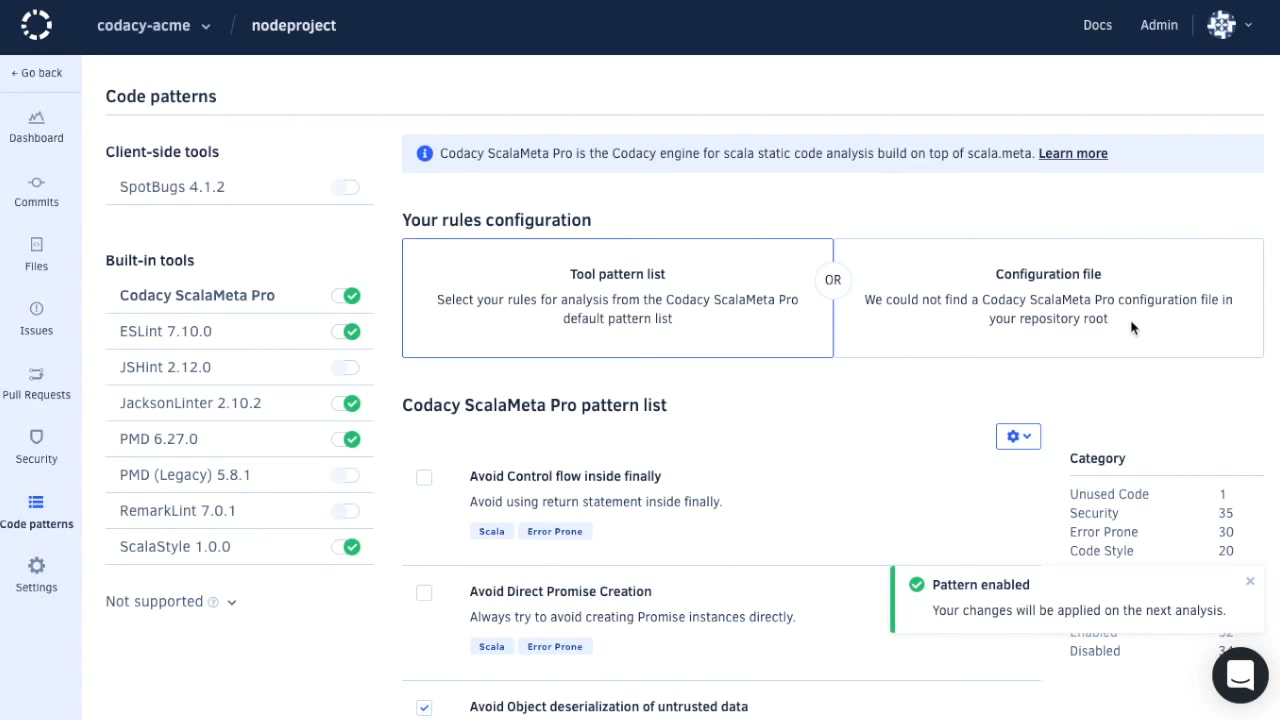 codacy-acme
nodeproject
Docs
Admin
← Go back
Dashboard
Commits
Files
Issues
Pull Requests
Security
Code patterns
Settings
Code patterns
Client-side tools
SpotBugs 4.1.2
Built-in tools
Codacy ScalaMeta Pro
ESLint 7.10.0
JSHint 2.12.0
JacksonLinter 2.10.2
PMD 6.27.0
PMD (Legacy) 5.8.1
RemarkLint 7.0.1
ScalaStyle 1.0.0
Not supported
Codacy ScalaMeta Pro is the Codacy engine for scala static code analysis build on top of scala.meta. Learn more
Your rules configuration
Tool pattern list
Select your rules for analysis from the Codacy ScalaMeta Pro
default pattern list
OR
Configuration file
We could not find a Codacy ScalaMeta Pro configuration file in
your repository root
Codacy ScalaMeta Pro pattern list
Avoid Control flow inside finally
Avoid using return statement inside finally.
Scala Error Prone
Avoid Direct Promise Creation
Always try to avoid creating Promise instances directly.
Scala Error Prone
Avoid Object deserialization of untrusted data
Category
Unused Code 1
Security 35
Error Prone 30
Code Style 20
Pattern enabled
Your changes will be applied on the next analysis.
Disabled